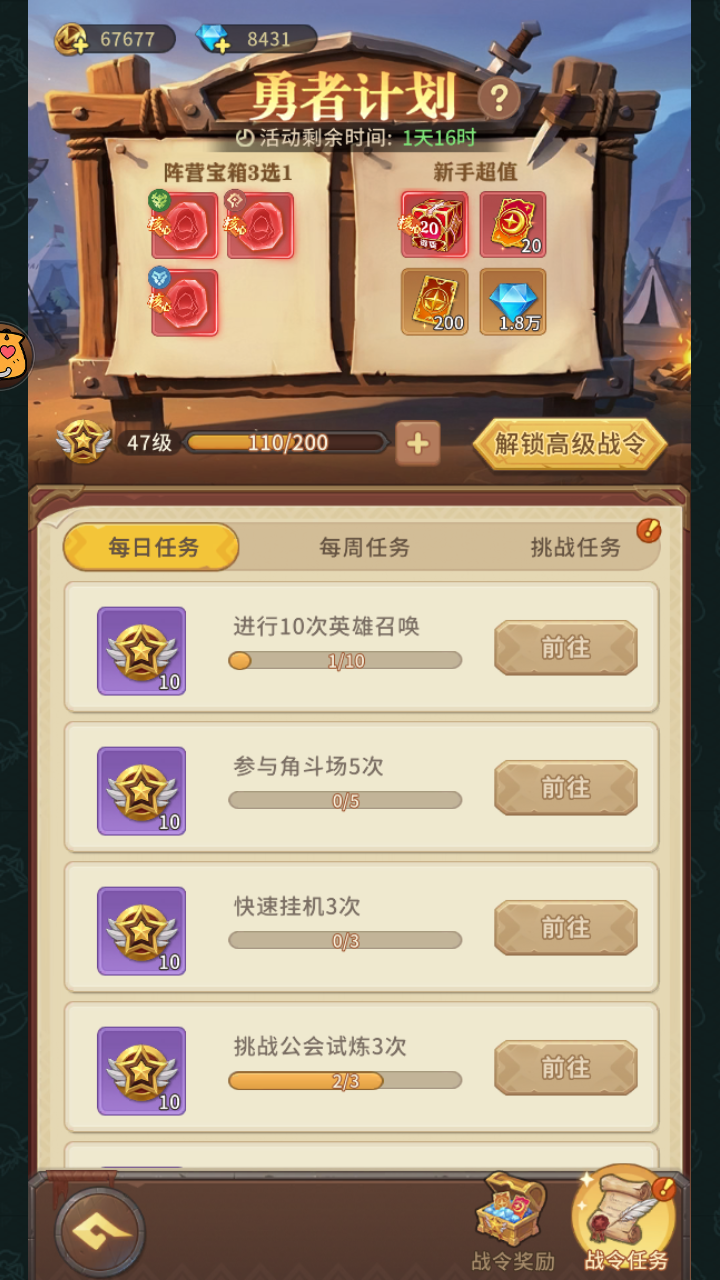 67677
8431
勇者计划
?
活动剩余时间: 1天16时
阵营宝箱3选1
新手超值
核心
核心
核心
核心
20
20
200
1.8万
47级
110/200
解锁高级战令
每日任务
每周任务
挑战任务
10
进行10次英雄召唤
1/10
前往
10
参与角斗场5次
0/5
前往
10
快速挂机3次
0/3
前往
10
挑战公会试炼3次
2/3
前往
战令奖励
战令任务